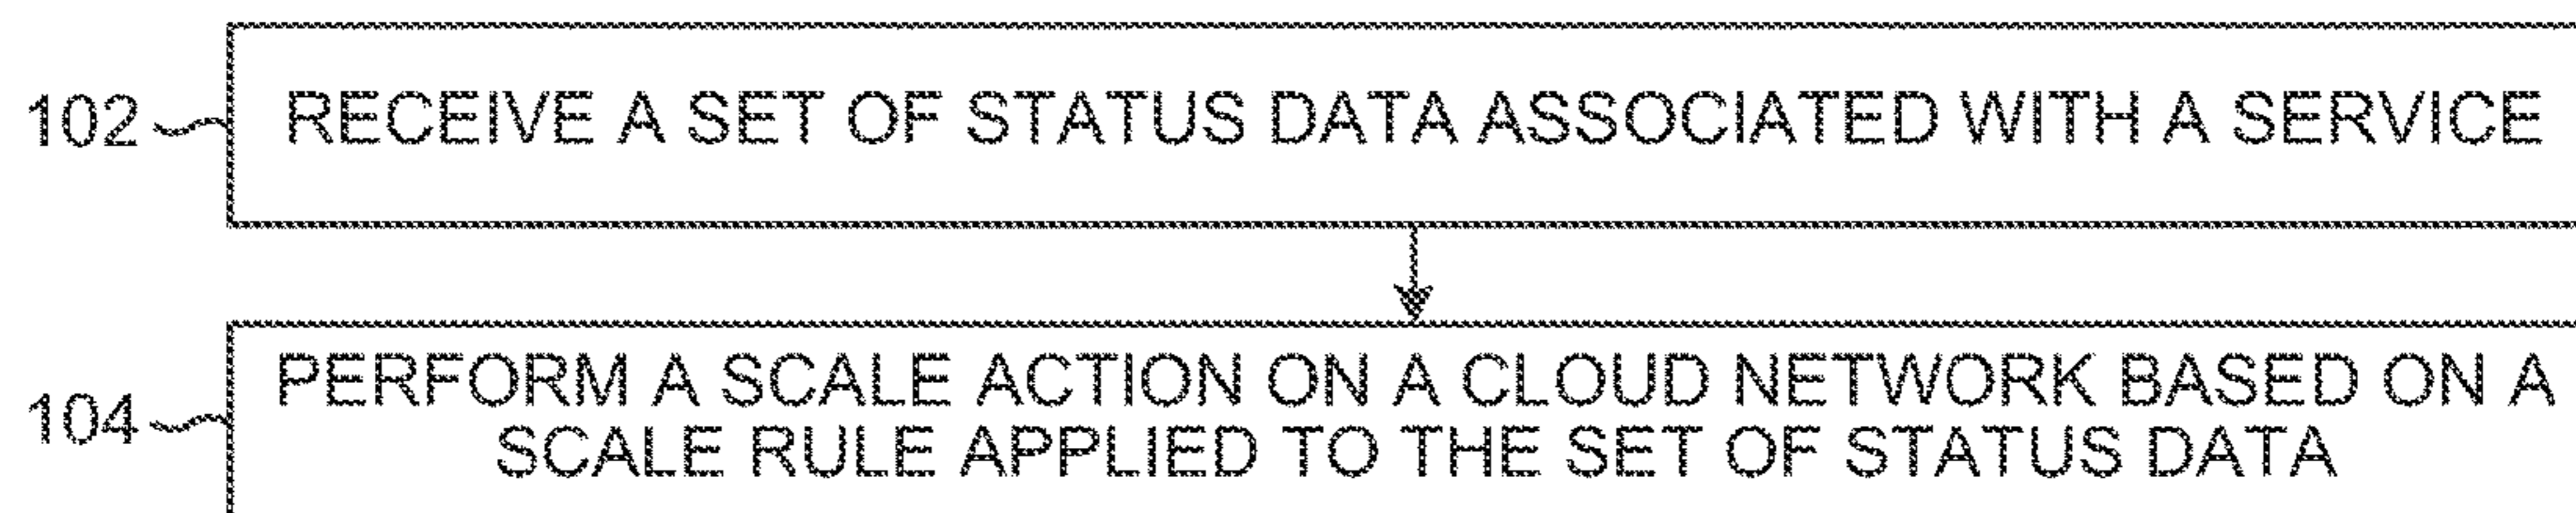 102
RECEIVE A SET OF STATUS DATA ASSOCIATED WITH A SERVICE
104
PERFORM A SCALE ACTION ON A CLOUD NETWORK BASED ON A
SCALE RULE APPLIED TO THE SET OF STATUS DATA